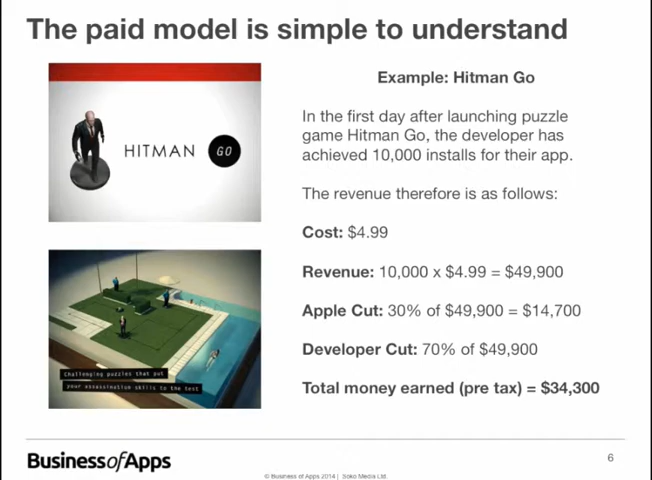 The paid model is simple to understand
HITMAN GO
Challenging puzzles that put
your assassination skills to the test
Example: Hitman Go
In the first day after launching puzzle
game Hitman Go, the developer has
achieved 10,000 installs for their app.
The revenue therefore is as follows:
Cost: $4.99
Revenue: 10,000 x $4.99 = $49,900
Apple Cut: 30% of $49,900 = $14,700
Developer Cut: 70% of $49,900
Total money earned (pre tax) = $34,300
BusinessofApps
6
© Business of Apps 2014 | Soko Media Ltd.